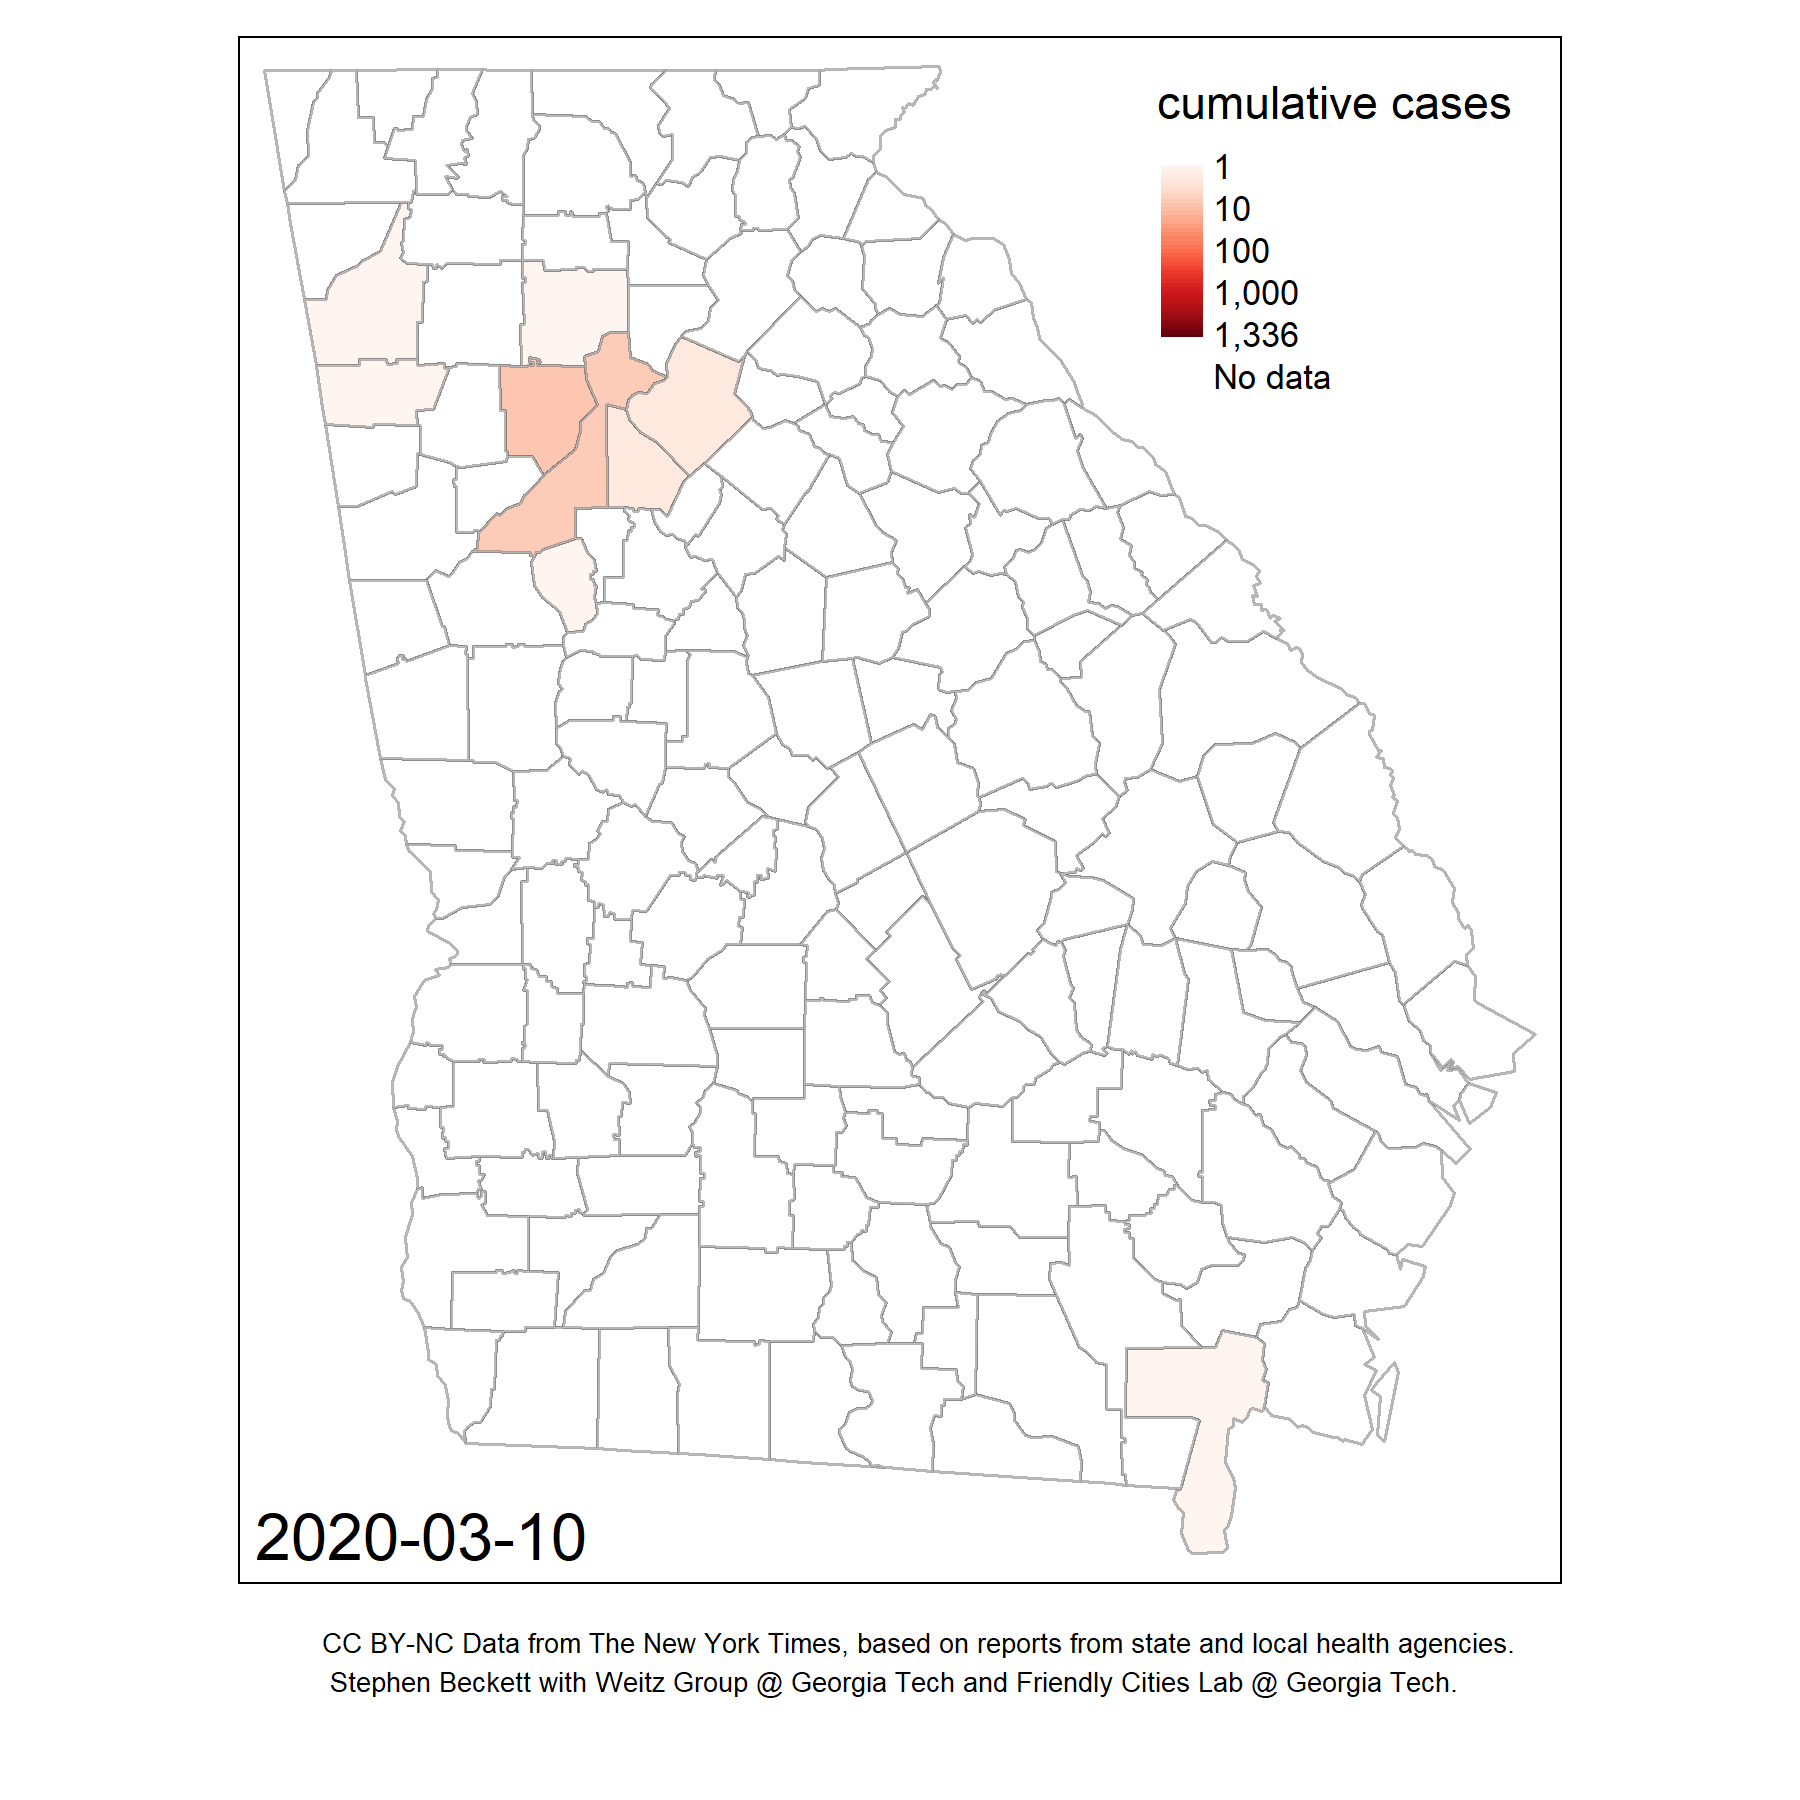 cumulative cases
1
10
100
1,000
1,336
No data
2020-03-10
CC BY-NC Data from The New York Times, based on reports from state and local health agencies.
Stephen Beckett with Weitz Group @ Georgia Tech and Friendly Cities Lab @ Georgia Tech.